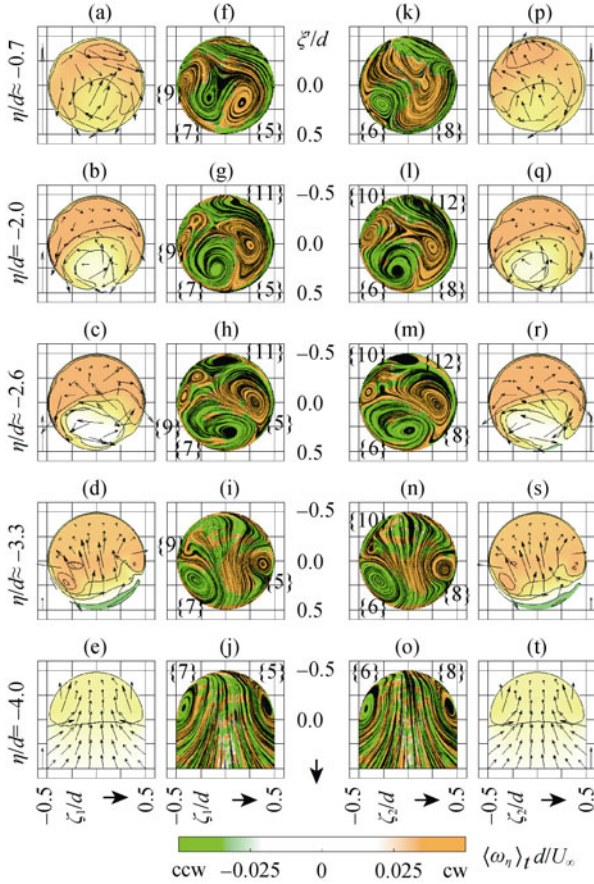 (a) (f) (k) (p)
η/d≈ −0.7
ξ/d
0.0
0.5
{9} {7} {5} {6} {8}
(b) (g) (l) (q)
η/d= −2.0
−0.5
0.0
0.5
{11} {9} {7} {5} {10} {12} {6} {8}
(c) (h) (m) (r)
η/d≈ −2.6
−0.5
0.0
0.5
{11} {9} {7} {5} {10} {12} {6} {8}
(d) (i) (n) (s)
η/d≈ −3.3
−0.5
0.0
0.5
{9} {7} {5} {10} {6} {8}
(e) (j) (o) (t)
η/d= −4.0
{7} {5} −0.5 {6} {8}
0.0
−0.5 ζ₁/d 0.5 −0.5 ζ₁/d 0.5 −0.5 ζ₂/d 0.5 −0.5 ζ₂/d 0.5
ccw −0.025 0 0.025 cw ⟨ω_η⟩_t d/U_∞